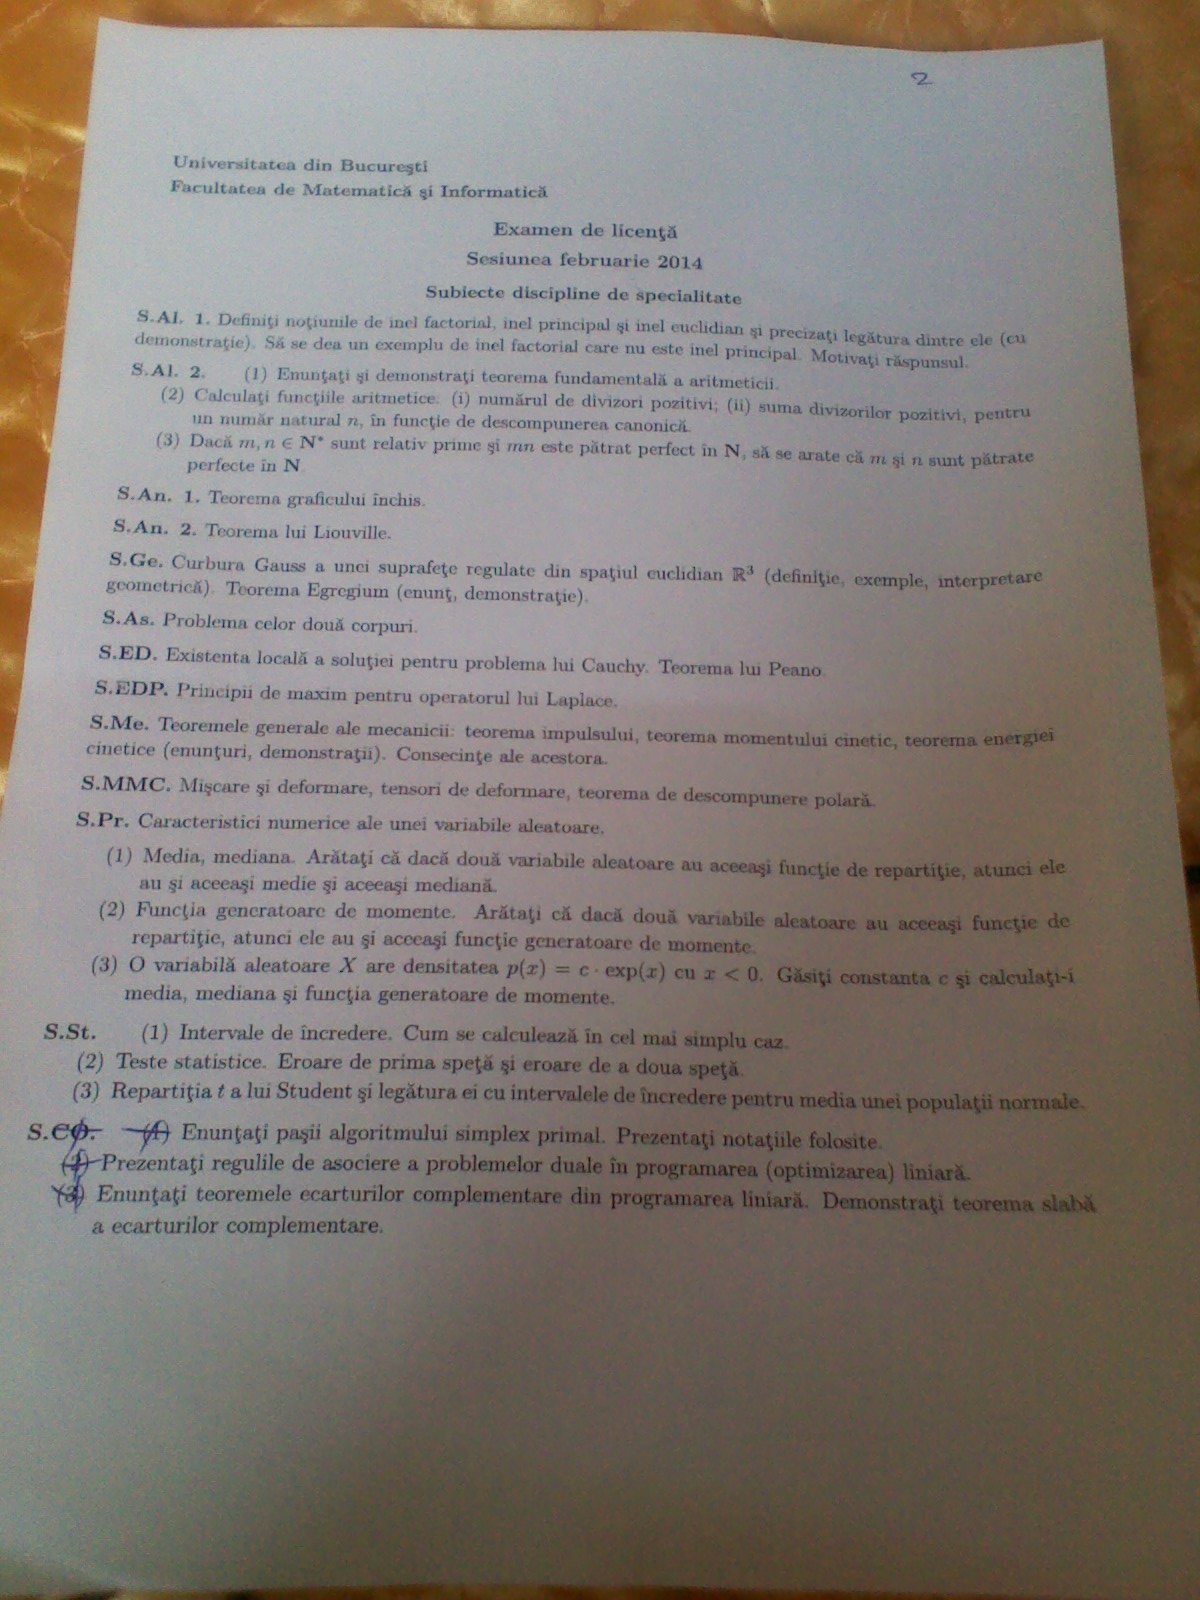 2
Universitatea din Bucureşti
Facultatea de Matematică şi Informatică
Examen de licenţă
Sesiunea februarie 2014
Subiecte discipline de specialitate
S.Al. 1. Definiţi noţiunile de inel factorial, inel principal şi inel euclidian şi precizaţi legătura dintre ele (cu
demonstraţie). Să se dea un exemplu de inel factorial care nu este inel principal. Motivaţi răspunsul.
S.Al. 2. (1) Enunţaţi şi demonstraţi teorema fundamentală a aritmeticii.
(2) Calculaţi funcţiile aritmetice: (i) numărul de divizori pozitivi; (ii) suma divizorilor pozitivi, pentru
un număr natural n, în funcţie de descompunerea canonică.
(3) Dacă m, n ∈ N* sunt relativ prime şi mn este pătrat perfect în N, să se arate că m şi n sunt pătrate
perfecte în N.
S.An. 1. Teorema graficului închis.
S.An. 2. Teorema lui Liouville.
S.Ge. Curbura Gauss a unei suprafeţe regulate din spaţiul euclidian ℝ³ (definiţie, exemple, interpretare
geometrică). Teorema Egregium (enunţ, demonstraţie).
S.As. Problema celor două corpuri.
S.ED. Existenta locală a soluţiei pentru problema lui Cauchy. Teorema lui Peano.
S.EDP. Principii de maxim pentru operatorul lui Laplace.
S.Me. Teoremele generale ale mecanicii: teorema impulsului, teorema momentului cinetic, teorema energiei
cinetice (enunţuri, demonstraţii). Consecinţe ale acestora.
S.MMC. Mişcare şi deformare, tensori de deformare, teorema de descompunere polară.
S.Pr. Caracteristici numerice ale unei variabile aleatoare.
(1) Media, mediana. Arătaţi că dacă două variabile aleatoare au aceeaşi funcţie de repartiţie, atunci ele
au şi aceeaşi medie şi aceeaşi mediană.
(2) Funcţia generatoare de momente. Arătaţi că dacă două variabile aleatoare au aceeaşi funcţie de
repartiţie, atunci ele au şi aceeaşi funcţie generatoare de momente.
(3) O variabilă aleatoare X are densitatea p(x) = c · exp(x) cu x < 0. Găsiţi constanta c şi calculaţi-i
media, mediana şi funcţia generatoare de momente.
S.St. (1) Intervale de încredere. Cum se calculează în cel mai simplu caz.
(2) Teste statistice. Eroare de prima speţă şi eroare de a doua speţă.
(3) Repartiţia t a lui Student şi legătura ei cu intervalele de încredere pentru media unei populaţii normale.
(1) Enunţaţi paşii algoritmului simplex primal. Prezentaţi notaţiile folosite.
Prezentaţi regulile de asociere a problemelor duale în programarea (optimizarea) liniară.
(3) Enunţaţi teoremele ecarturilor complementare din programarea liniară. Demonstraţi teorema slabă
a ecarturilor complementare.